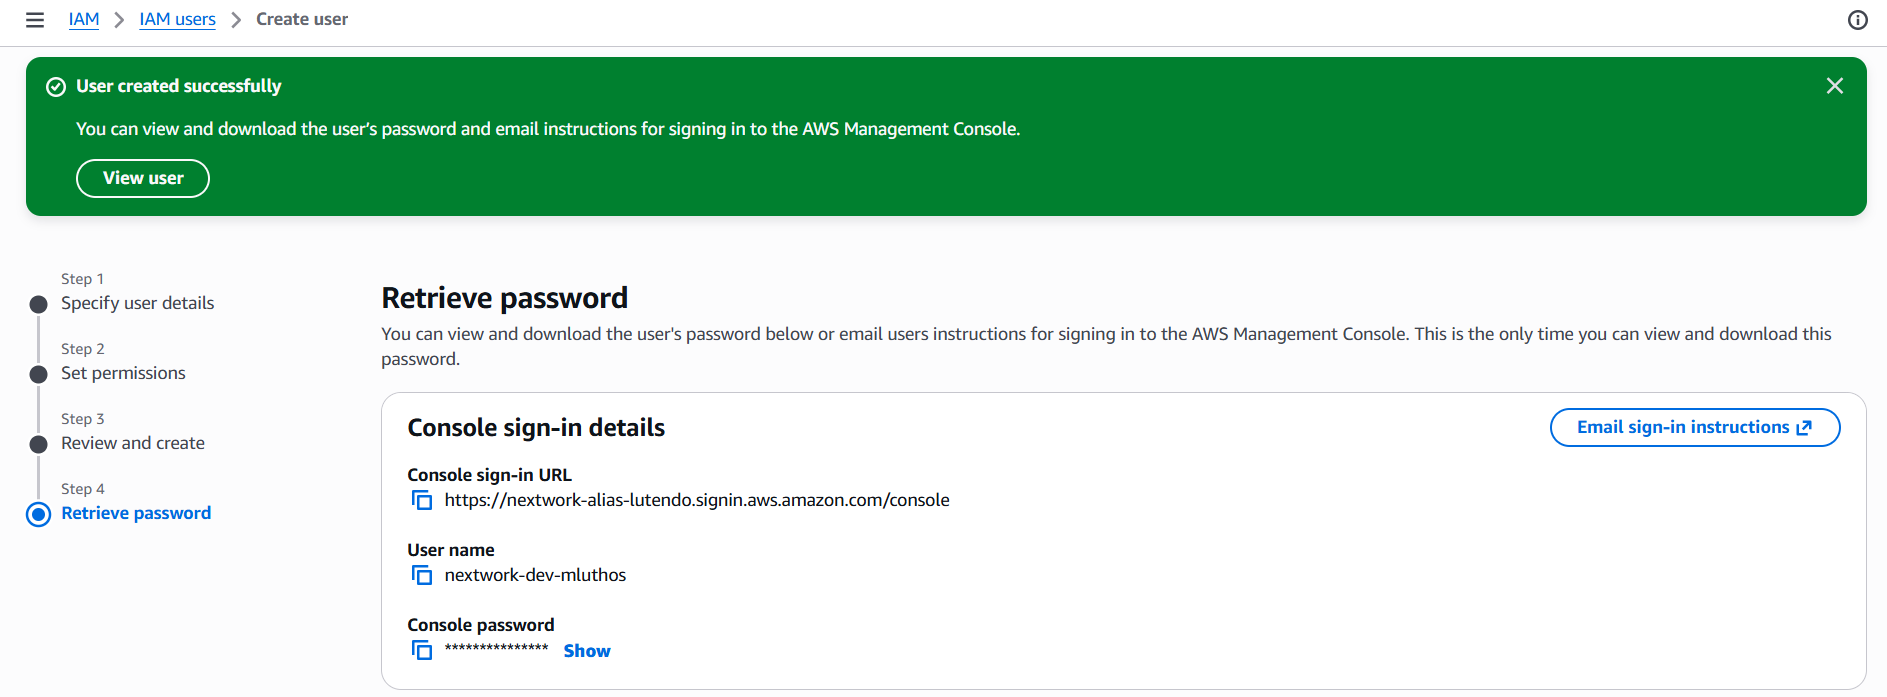 IAM > IAM users > Create user
User created successfully
You can view and download the user's password and email instructions for signing in to the AWS Management Console.
View user
Step 1
Specify user details
Step 2
Set permissions
Step 3
Review and create
Step 4
Retrieve password
Retrieve password
You can view and download the user's password below or email users instructions for signing in to the AWS Management Console. This is the only time you can view and download this
password.
Console sign-in details
Email sign-in instructions
Console sign-in URL
https://nextwork-alias-lutendo.signin.aws.amazon.com/console
User name
nextwork-dev-mluthos
Console password
*************** Show